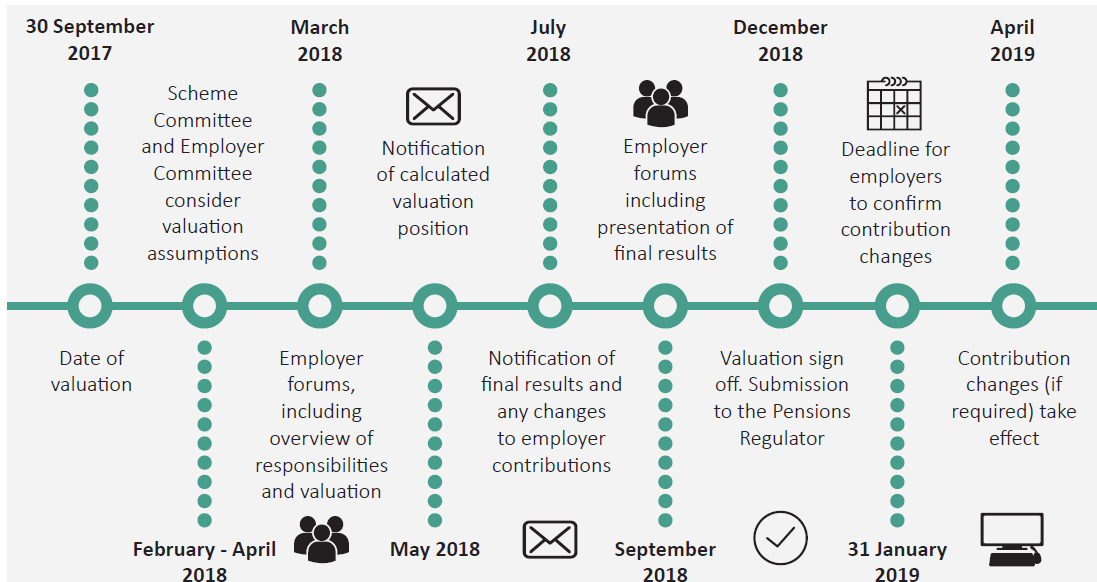 30 September
2017
Date of
valuation
Scheme
Committee
and Employer
Committee
consider
valuation
assumptions
February - April
2018
March
2018
Employer
forums,
including
overview of
responsibilities
and valuation
Notification
of calculated
valuation
position
May 2018
July
2018
Notification of
final results and
any changes
to employer
contributions
Employer
forums
including
presentation of
final results
September
2018
December
2018
Valuation sign
off. Submission
to the Pensions
Regulator
Deadline for
employers
to confirm
contribution
changes
31 January
2019
April
2019
Contribution
changes (if
required) take
effect